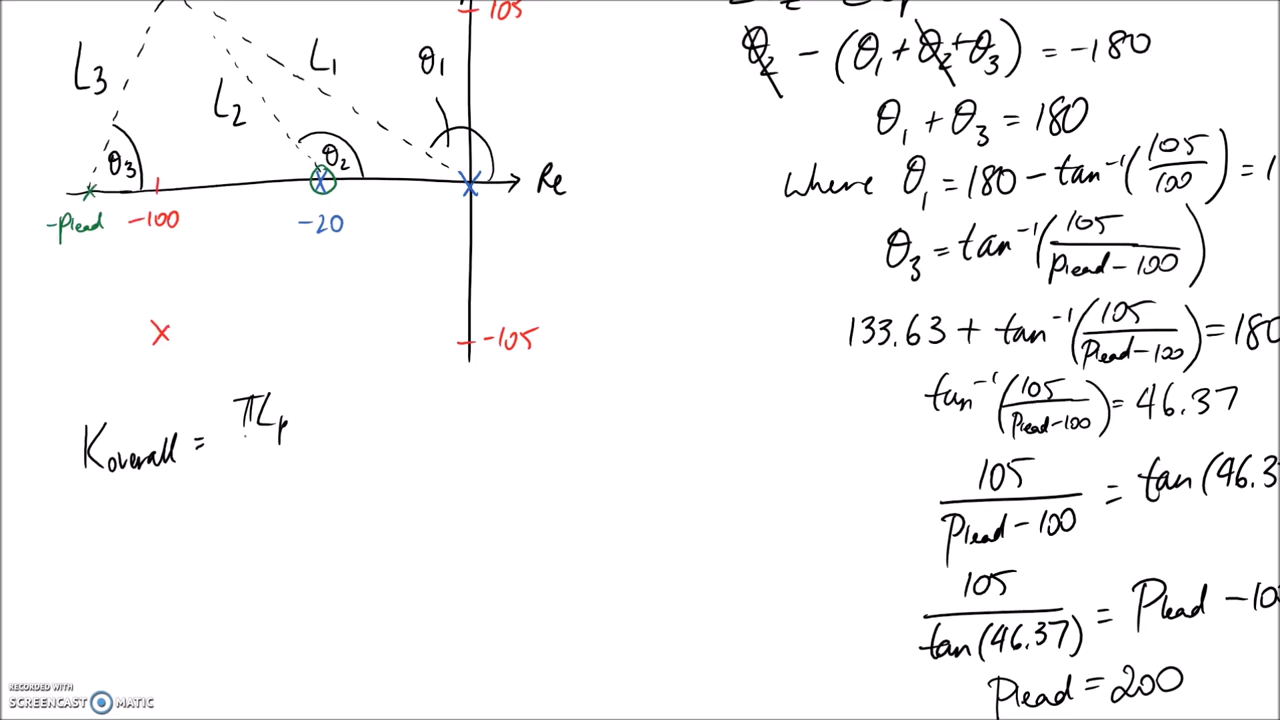 105
L₃
L₂
L₁
θ₁
θ₃
θ₂
Re
-Plead
-100
-20
-105
Koverall = πLp
θ₂ - (θ₁ + θ₂ + θ₃) = -180
θ₁ + θ₃ = 180
Where θ₁ = 180 - tan⁻¹(105/100) = 1
θ₃ = tan⁻¹(105/Plead-100)
133.63 + tan⁻¹(105/Plead-100) = 180
tan⁻¹(105/Plead-100) = 46.37
105/Plead-100 = tan(46.3
105/tan(46.37) = Plead - 10
Plead = 200
RECORDED WITH
SCREENCAST MATIC